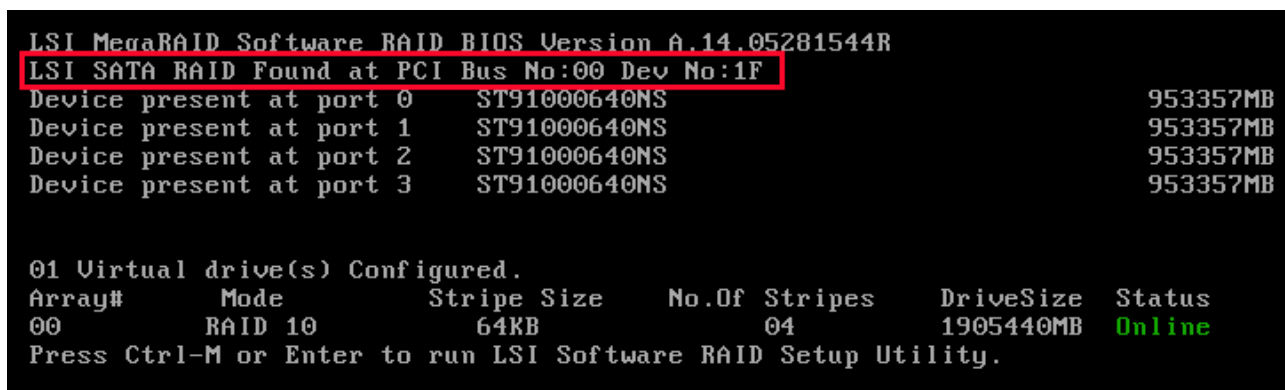 LSI MegaRAID Software RAID BIOS Version A.14.05281544R
LSI SATA RAID Found at PCI Bus No:00 Dev No:1F
Device present at port 0 ST91000640NS 953357MB
Device present at port 1 ST91000640NS 953357MB
Device present at port 2 ST91000640NS 953357MB
Device present at port 3 ST91000640NS 953357MB
01 Virtual drive(s) Configured.
Array# Mode Stripe Size No.Of Stripes DriveSize Status
00 RAID 10 64KB 04 1905440MB Online
Press Ctrl-M or Enter to run LSI Software RAID Setup Utility.